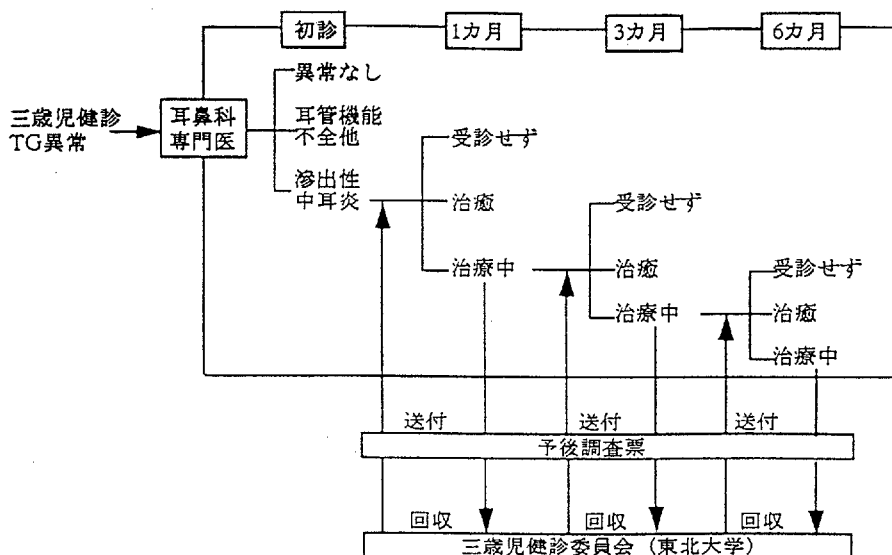 初診 1カ月 3カ月 6カ月
異常なし
三歳児健診
TG異常
耳鼻科
専門医
耳管機能
不全他
滲出性
中耳炎
受診せず
治癒
治療中
受診せず
治癒
治療中
受診せず
治癒
治療中
送付 送付 送付
予後調査票
回収 回収 回収
三歳児健診委員会（東北大学）